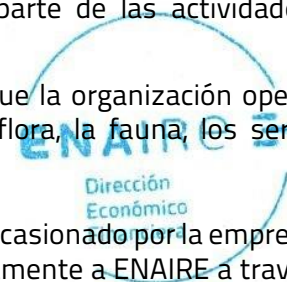 parte de las actividade
ue la organización ope
flora, la fauna, los ser
ENAIRE
Dirección
Económico
Financiera
casionado por la empre
mente a ENAIRE a trav